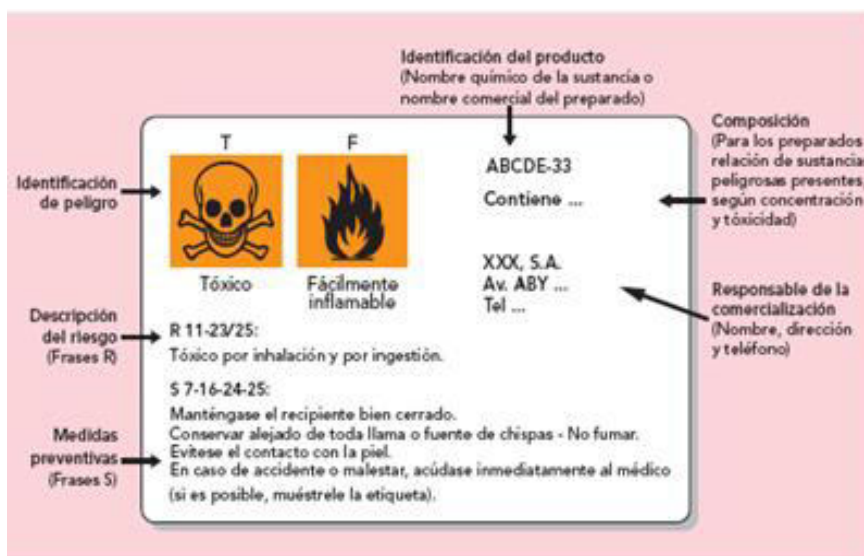 Identificación del producto
(Nombre químico de la sustancia o
nombre comercial del preparado)
Composición
(Para los preparados
relación de sustancia
peligrosas presentes,
según concentración
y tóxicidad)
Identificación
de peligro
T
F
Tóxico
Fácilmente
inflamable
ABCDE-33
Contiene ...
XXX, S.A.
Av. ABY ...
Tel ...
Responsable de la
comercialización
(Nombre, dirección
y teléfono)
Descripción
del riesgo
(Frases R)
R 11-23/25:
Tóxico por inhalación y por ingestión.
S 7-16-24-25:
Manténgase el recipiente bien cerrado.
Conservar alejado de toda llama o fuente de chispas - No fumar.
Evítese el contacto con la piel.
En caso de accidente o malestar, acúdase inmediatamente al médico
(si es posible, muéstrele la etiqueta).
Medidas
preventivas
(Frases S)